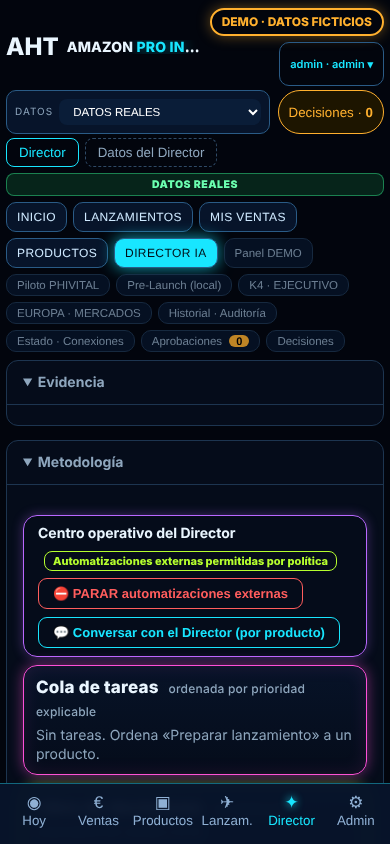 DEMO · DATOS FICTICIOS
AHT AMAZON PRO IN...
admin · admin ▾
DATOS DATOS REALES
Decisiones · 0
Director Datos del Director
DATOS REALES
INICIO LANZAMIENTOS MIS VENTAS
PRODUCTOS DIRECTOR IA Panel DEMO
Piloto PHIVITAL Pre-Launch (local) K4 · EJECUTIVO
EUROPA · MERCADOS Historial · Auditoría
Estado · Conexiones Aprobaciones 0 Decisiones
▼ Evidencia
▼ Metodología
Centro operativo del Director
Automatizaciones externas permitidas por política
⛔ PARAR automatizaciones externas
💬 Conversar con el Director (por producto)
Cola de tareas ordenada por prioridad
explicable
Sin tareas. Ordena «Preparar lanzamiento» a un
producto.
Hoy Ventas Productos Lanzam. Director Admin